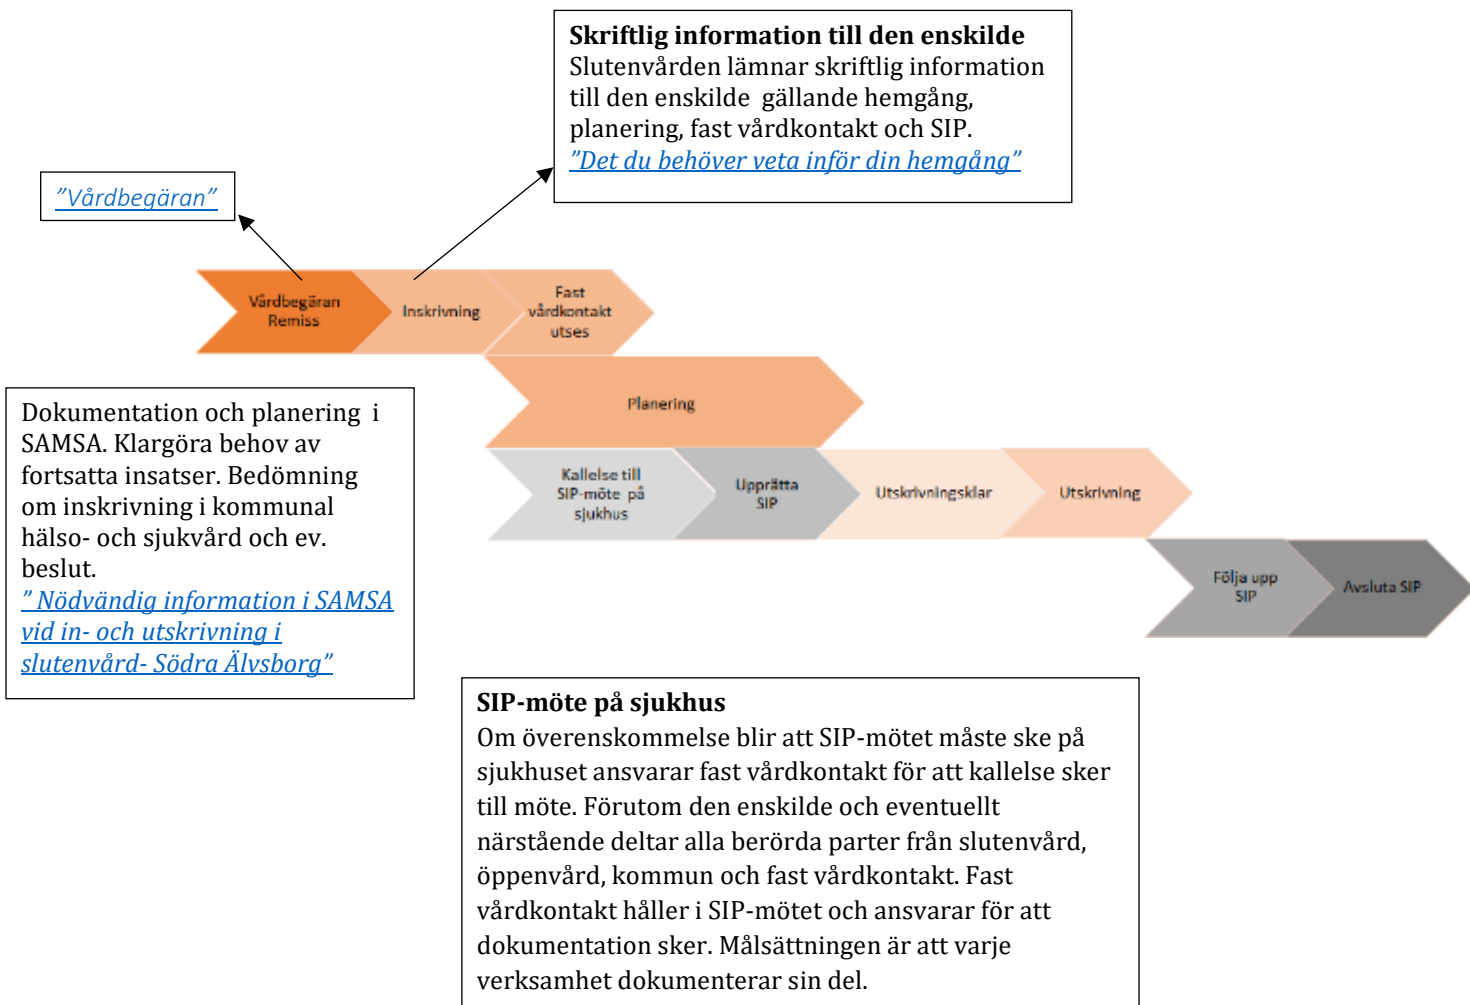 Skriftlig information till den enskilde
Slutenvården lämnar skriftlig information
till den enskilde  gällande hemgång,
planering, fast vårdkontakt och SIP.
”Det du behöver veta inför din hemgång”
”Vårdbegäran”
Vårdbegäran
Remiss
Inskrivning
Fast
vårdkontakt
utses
Planering
Dokumentation och planering  i
SAMSA. Klargöra behov av
fortsatta insatser. Bedömning
om inskrivning i kommunal
hälso- och sjukvård och ev.
beslut.
” Nödvändig information i SAMSA
vid in- och utskrivning i
slutenvård- Södra Älvsborg”
Kallelse till
SIP-möte  på
sjukhus
Upprätta
SIP
Utskrivningsklar
Utskrivning
Följa upp
SIP
Avsluta SIP
SIP-möte på sjukhus
Om överenskommelse blir att SIP-mötet måste ske på
sjukhuset ansvarar fast vårdkontakt för att kallelse sker
till möte. Förutom den enskilde och eventuellt
närstående deltar alla berörda parter från slutenvård,
öppenvård, kommun och fast vårdkontakt. Fast
vårdkontakt håller i SIP-mötet och ansvarar för att
dokumentation sker. Målsättningen är att varje
verksamhet dokumenterar sin del.